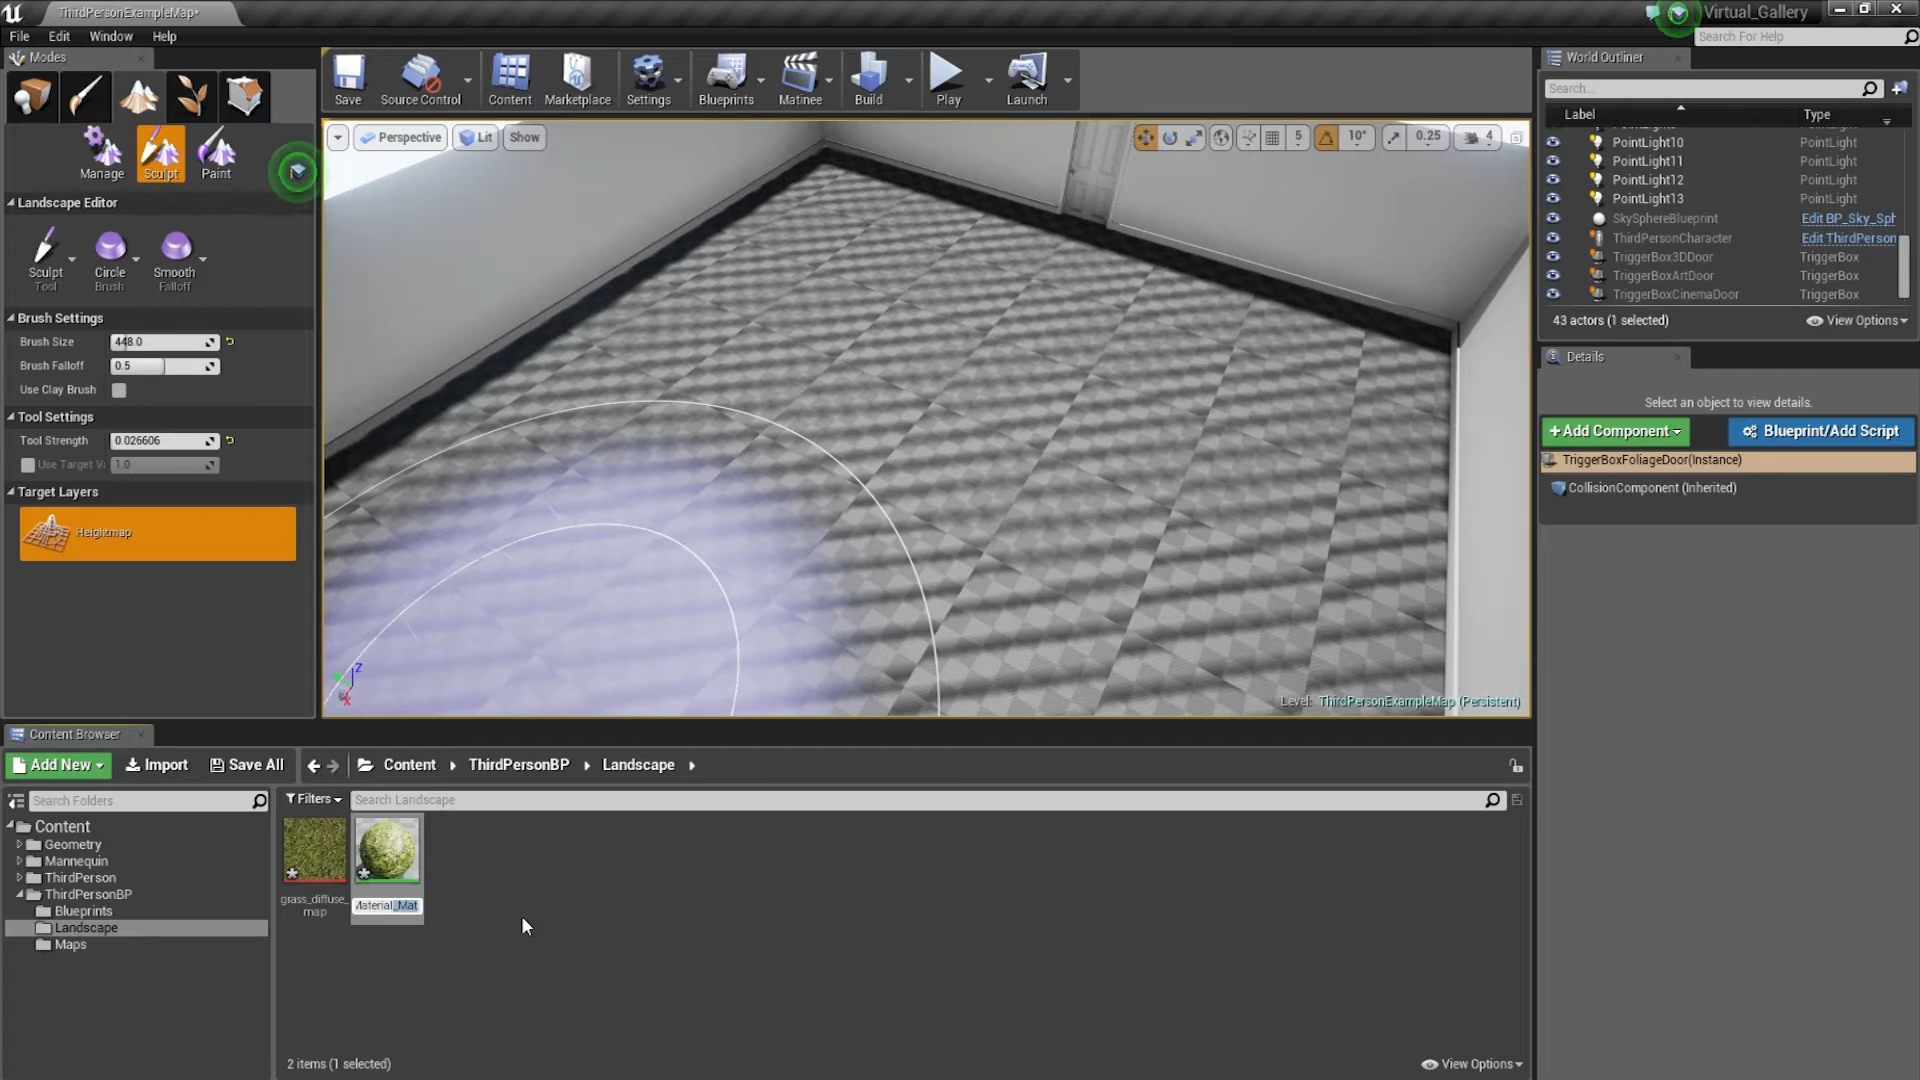 ThirdPersonExampleMap*
Virtual_Gallery
File Edit Window Help
Search For Help
Modes
Save
Source Control
Content
Marketplace
Settings
Blueprints
Matinee
Build
Play
Launch
World Outliner
Search...
Label
Type
Manage
Sculpt
Paint
Perspective
Lit
Show
5
10°
0.25
4
PointLight10 PointLight
PointLight11 PointLight
PointLight12 PointLight
PointLight13 PointLight
SkySphereBlueprint Edit BP_Sky_Sph
ThirdPersonCharacter Edit ThirdPerson
TriggerBox3DDoor TriggerBox
TriggerBoxArtDoor TriggerBox
TriggerBoxCinemaDoor TriggerBox
43 actors (1 selected)
View Options
Landscape Editor
Sculpt
Tool
Circle
Brush
Smooth
Falloff
Brush Settings
Brush Size 448.0
Brush Falloff 0.5
Use Clay Brush
Tool Settings
Tool Strength 0.026606
Use Target V 1.0
Target Layers
Heightmap
Details
Select an object to view details.
+Add Component
Blueprint/Add Script
TriggerBoxFoliageDoor(Instance)
CollisionComponent (Inherited)
Z
X
Level: ThirdPersonExampleMap (Persistent)
Content Browser
Add New
Import
Save All
Content
ThirdPersonBP
Landscape
Search Folders
Filters
Search Landscape
Content
Geometry
Mannequin
ThirdPerson
ThirdPersonBP
Blueprints
Landscape
Maps
grass_diffuse_
map
Material_Mat
2 items (1 selected)
View Options